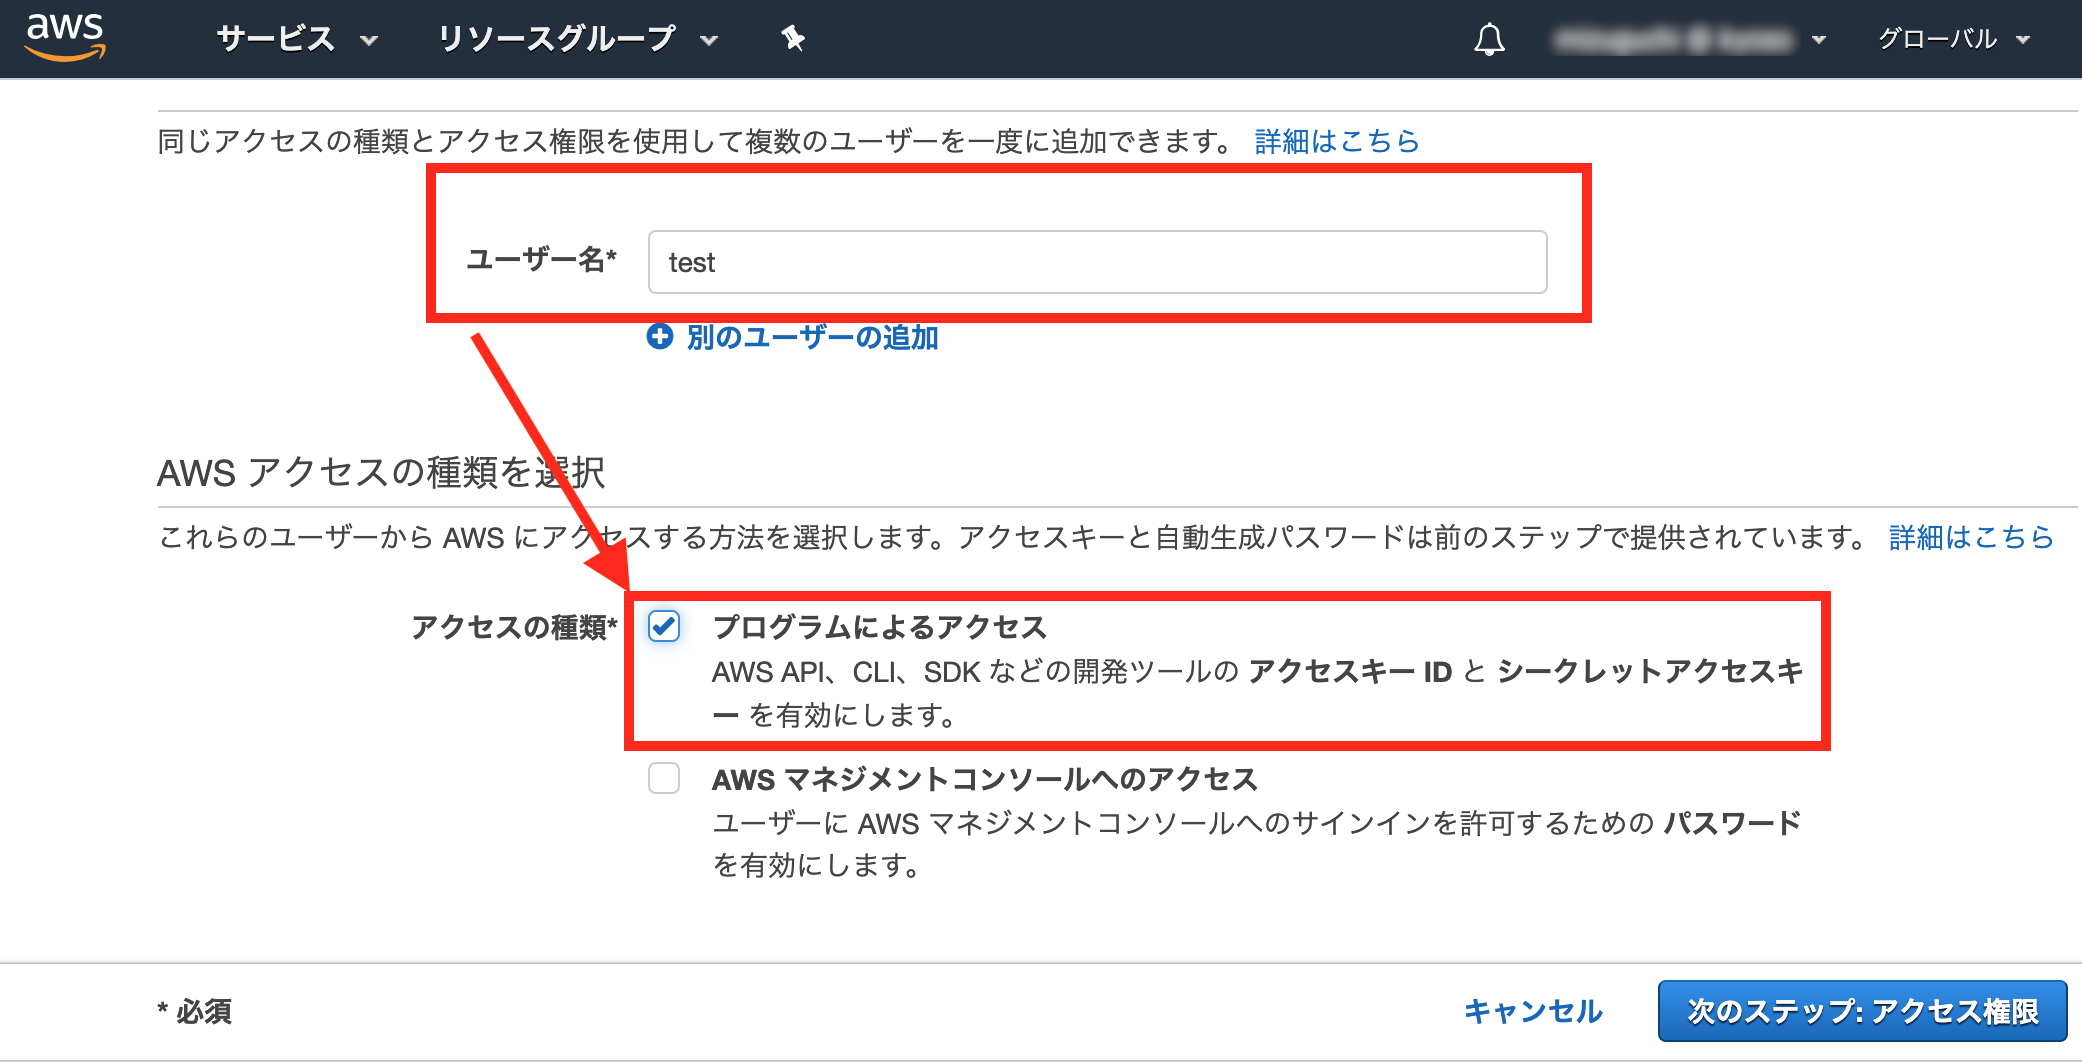 aws サービス リソースグループ グローバル
同じアクセスの種類とアクセス権限を使用して複数のユーザーを一度に追加できます。 詳細はこちら
ユーザー名* test
別のユーザーの追加
AWS アクセスの種類を選択
これらのユーザーから AWS にアクセスする方法を選択します。アクセスキーと自動生成パスワードは前のステップで提供されています。 詳細はこちら
アクセスの種類* プログラムによるアクセス
AWS API、CLI、SDK などの開発ツールの アクセスキー ID と シークレットアクセスキ
ー を有効にします。
AWS マネジメントコンソールへのアクセス
ユーザーに AWS マネジメントコンソールへのサインインを許可するための パスワード
を有効にします。
* 必須 キャンセル 次のステップ: アクセス権限